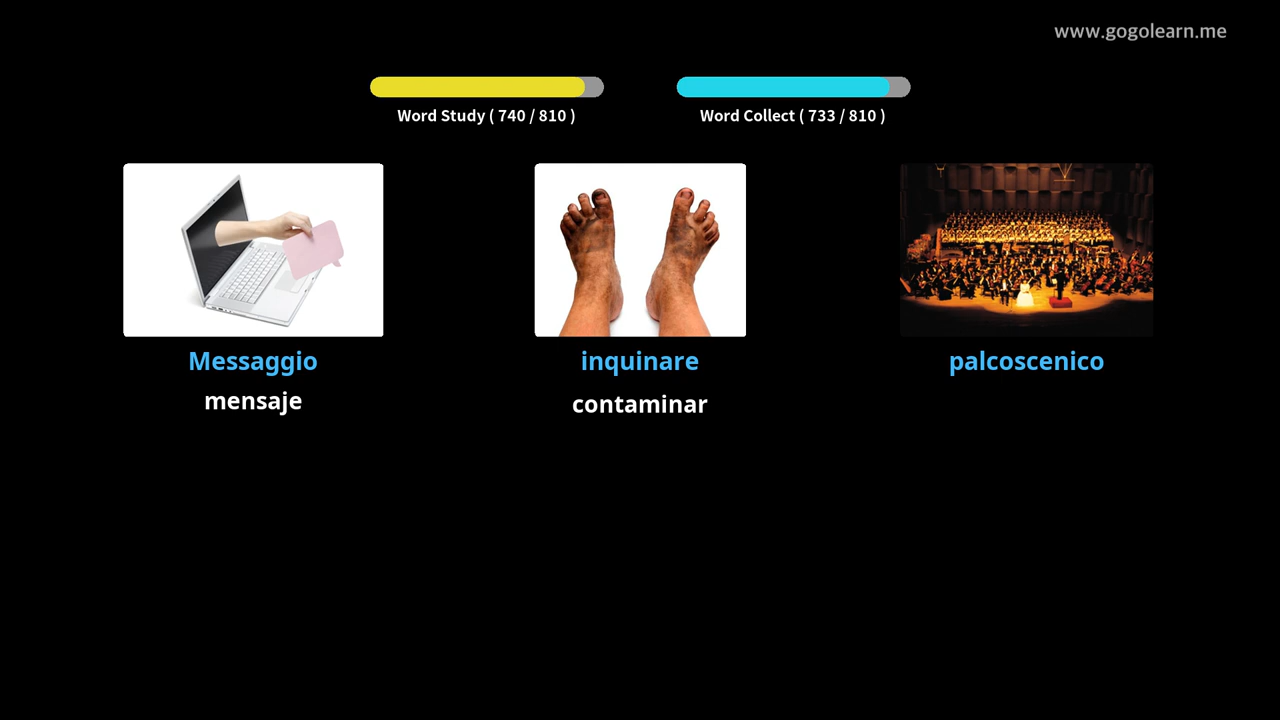 www.gogolearn.me
Word Study ( 740 / 810 )
Word Collect ( 733 / 810 )
Messaggio
mensaje
inquinare
contaminar
palcoscenico